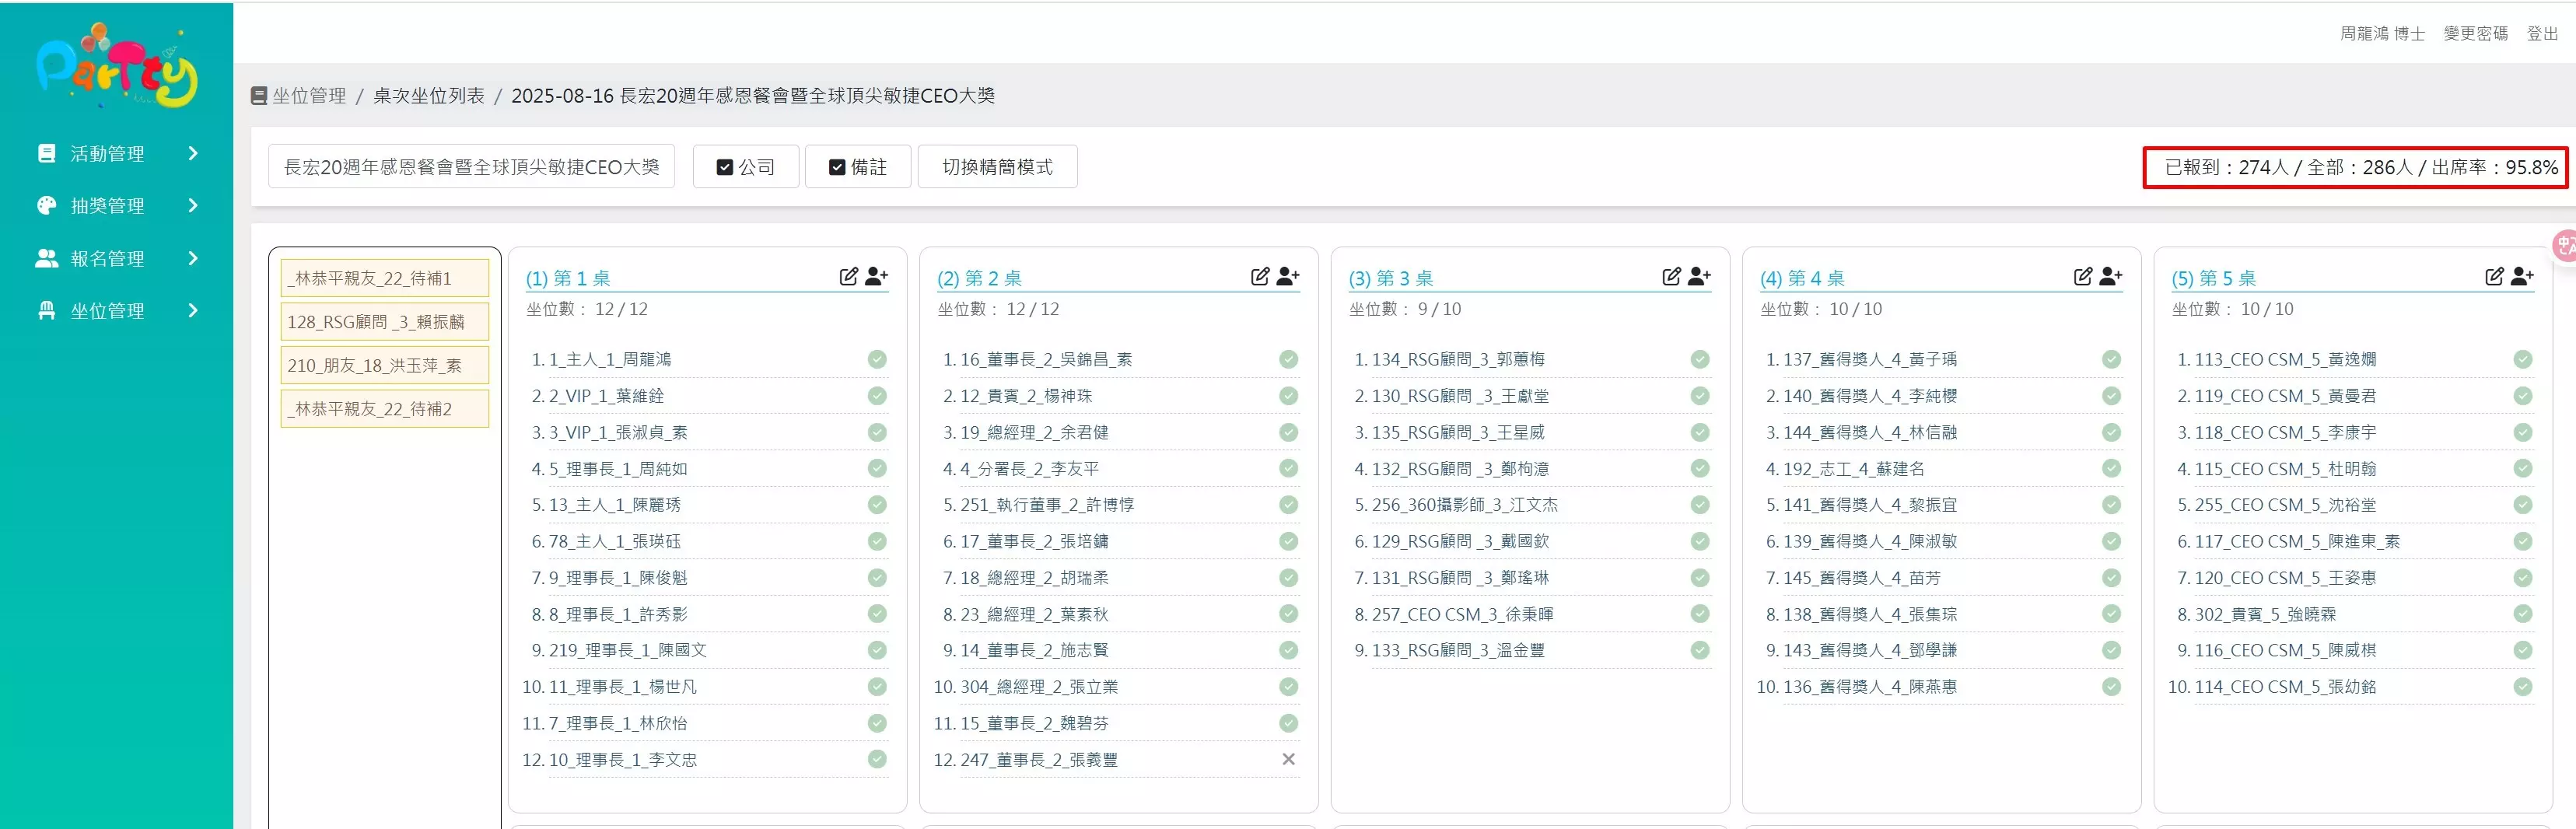 ParTty
周龍鴻 博士 變更密碼 登出
坐位管理 / 桌次坐位列表 / 2025-08-16 長宏20週年感恩餐會暨全球頂尖敏捷CEO大獎
活動管理
抽獎管理
報名管理
坐位管理
長宏20週年感恩餐會暨全球頂尖敏捷CEO大獎 公司 備註 切換精簡模式
已報到：274人 / 全部：286人 / 出席率：95.8%
_林恭平親友_22_待補1
128_RSG顧問 _3_賴振麟
210_朋友_18_洪玉萍_素
_林恭平親友_22_待補2
(1) 第 1 桌
坐位數： 12 / 12
1. 1_主人_1_周龍鴻
2. 2_VIP_1_葉維銓
3. 3_VIP_1_張淑貞_素
4. 5_理事長_1_周純如
5. 13_主人_1_陳麗琇
6. 78_主人_1_張瑛玨
7. 9_理事長_1_陳俊魁
8. 8_理事長_1_許秀影
9. 219_理事長_1_陳國文
10. 11_理事長_1_楊世凡
11. 7_理事長_1_林欣怡
12. 10_理事長_1_李文忠
(2) 第 2 桌
坐位數： 12 / 12
1. 16_董事長_2_吳錦昌_素
2. 12_貴賓_2_楊神珠
3. 19_總經理_2_余君健
4. 4_分署長_2_李友平
5. 251_執行董事_2_許博惇
6. 17_董事長_2_張培鏞
7. 18_總經理_2_胡瑞柔
8. 23_總經理_2_葉素秋
9. 14_董事長_2_施志賢
10. 304_總經理_2_張立業
11. 15_董事長_2_魏碧芬
12. 247_董事長_2_張義豐
(3) 第 3 桌
坐位數： 9 / 10
1. 134_RSG顧問_3_郭蕙梅
2. 130_RSG顧問 _3_王獻堂
3. 135_RSG顧問_3_王星威
4. 132_RSG顧問 _3_鄭枸澺
5. 256_360攝影師_3_江文杰
6. 129_RSG顧問 _3_戴國欽
7. 131_RSG顧問 _3_鄭瑤琳
8. 257_CEO CSM_3_徐秉暉
9. 133_RSG顧問_3_溫金豐
(4) 第 4 桌
坐位數： 10 / 10
1. 137_舊得獎人_4_黃子瑀
2. 140_舊得獎人_4_李純櫻
3. 144_舊得獎人_4_林信融
4. 192_志工_4_蘇建名
5. 141_舊得獎人_4_黎振宜
6. 139_舊得獎人_4_陳淑敏
7. 145_舊得獎人_4_苗芳
8. 138_舊得獎人_4_張集琮
9. 143_舊得獎人_4_鄧學謙
10. 136_舊得獎人_4_陳燕惠
(5) 第 5 桌
坐位數： 10 / 10
1. 113_CEO CSM_5_黃逸嫺
2. 119_CEO CSM_5_黃曼君
3. 118_CEO CSM_5_李康宇
4. 115_CEO CSM_5_杜明翰
5. 255_CEO CSM_5_沈裕堂
6. 117_CEO CSM_5_陳進東_素
7. 120_CEO CSM_5_王姿惠
8. 302_貴賓_5_強曉霖
9. 116_CEO CSM_5_陳威棋
10. 114_CEO CSM_5_張幼銘